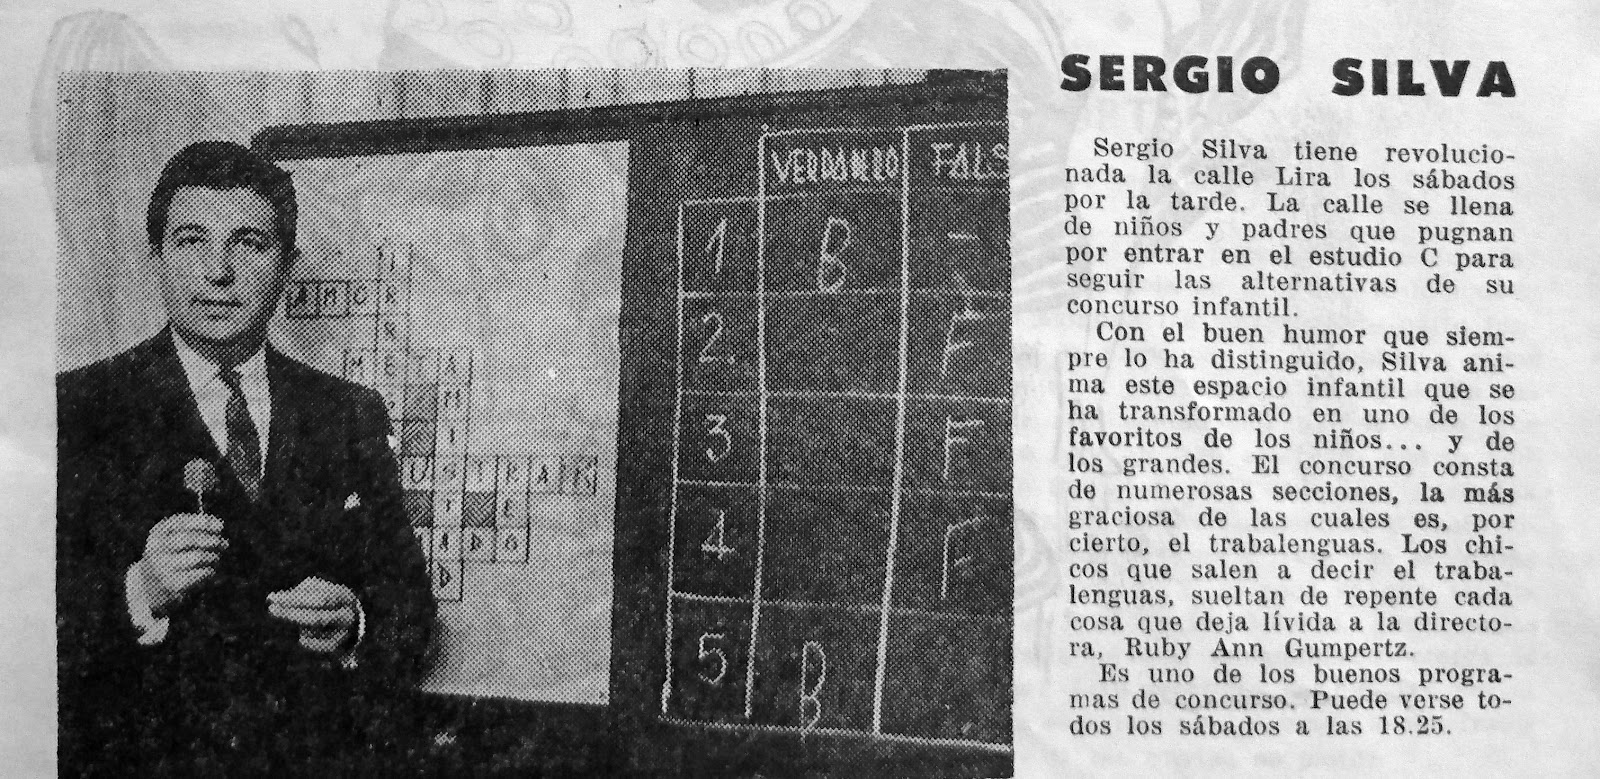 SERGIO SILVA
Sergio Silva tiene revolucio-
nada la calle Lira los sábados
por la tarde. La calle se llena
de niños y padres que pugnan
por entrar en el estudio C para
seguir las alternativas de su
concurso infantil.
Con el buen humor que siem-
pre lo ha distinguido, Silva ani-
ma este espacio infantil que se
ha transformado en uno de los
favoritos de los niños... y de
los grandes. El concurso consta
de numerosas secciones, la más
graciosa de las cuales es, por
cierto, el trabalenguas. Los chi-
cos que salen a decir el traba-
lenguas, sueltan de repente cada
cosa que deja lívida a la directo-
ra, Ruby Ann Gumpertz.
Es uno de los buenos progra-
mas de concurso. Puede verse to-
dos los sábados a las 18.25.
FALS
1 B -
2. F
3 F
4 F
5 B
AMOR
META